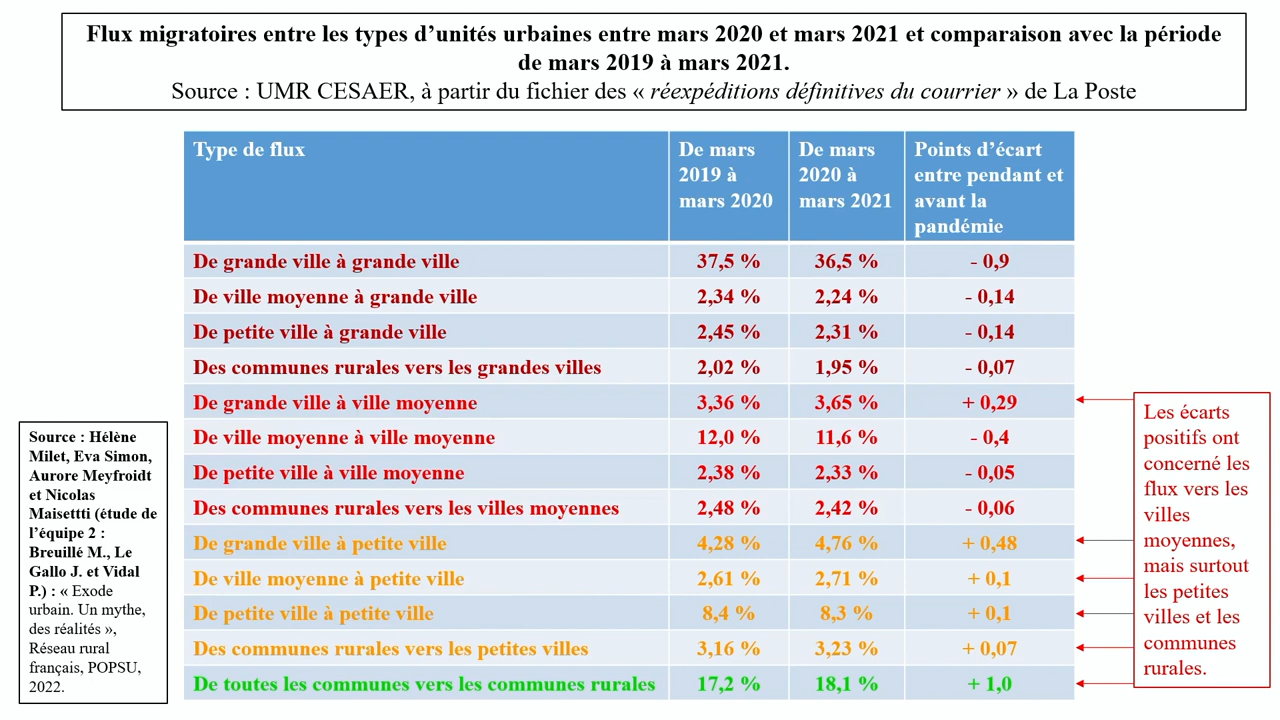 Flux migratoires entre les types d’unités urbaines entre mars 2020 et mars 2021 et comparaison avec la période
de mars 2019 à mars 2021.
Source : UMR CESAER, à partir du fichier des « réexpéditions définitives du courrier » de La Poste
Type de flux
De mars
2019 à
mars 2020
De mars
2020 à
mars 2021
Points d’écart
entre pendant et
avant la
pandémie
De grande ville à grande ville 37,5 % 36,5 % - 0,9
De ville moyenne à grande ville 2,34 % 2,24 % - 0,14
De petite ville à grande ville 2,45 % 2,31 % - 0,14
Des communes rurales vers les grandes villes 2,02 % 1,95 % - 0,07
De grande ville à ville moyenne 3,36 % 3,65 % + 0,29
De ville moyenne à ville moyenne 12,0 % 11,6 % - 0,4
De petite ville à ville moyenne 2,38 % 2,33 % - 0,05
Des communes rurales vers les villes moyennes 2,48 % 2,42 % - 0,06
De grande ville à petite ville 4,28 % 4,76 % + 0,48
De ville moyenne à petite ville 2,61 % 2,71 % + 0,1
De petite ville à petite ville 8,4 % 8,3 % + 0,1
Des communes rurales vers les petites villes 3,16 % 3,23 % + 0,07
De toutes les communes vers les communes rurales 17,2 % 18,1 % + 1,0
Source : Hélène
Milet, Eva Simon,
Aurore Meyfroidt
et Nicolas
Maisettti (étude de
l’équipe 2 :
Breuillé M., Le
Gallo J. et Vidal
P.) : « Exode
urbain. Un mythe,
des réalités »,
Réseau rural
français, POPSU,
2022.
Les écarts
positifs ont
concerné les
flux vers les
villes
moyennes,
mais surtout
les petites
villes et les
communes
rurales.